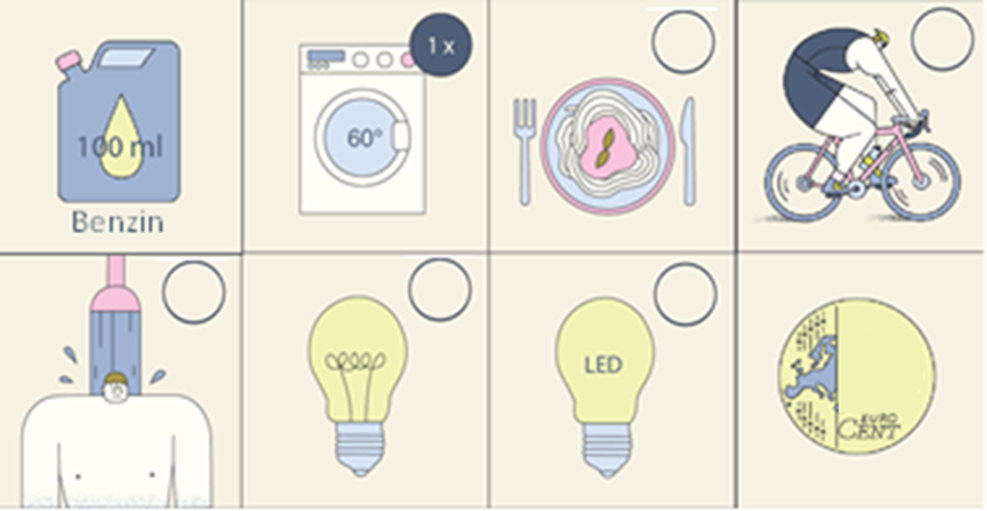 100 ml
Benzin
1 x
60°
LED
EURO
CENT